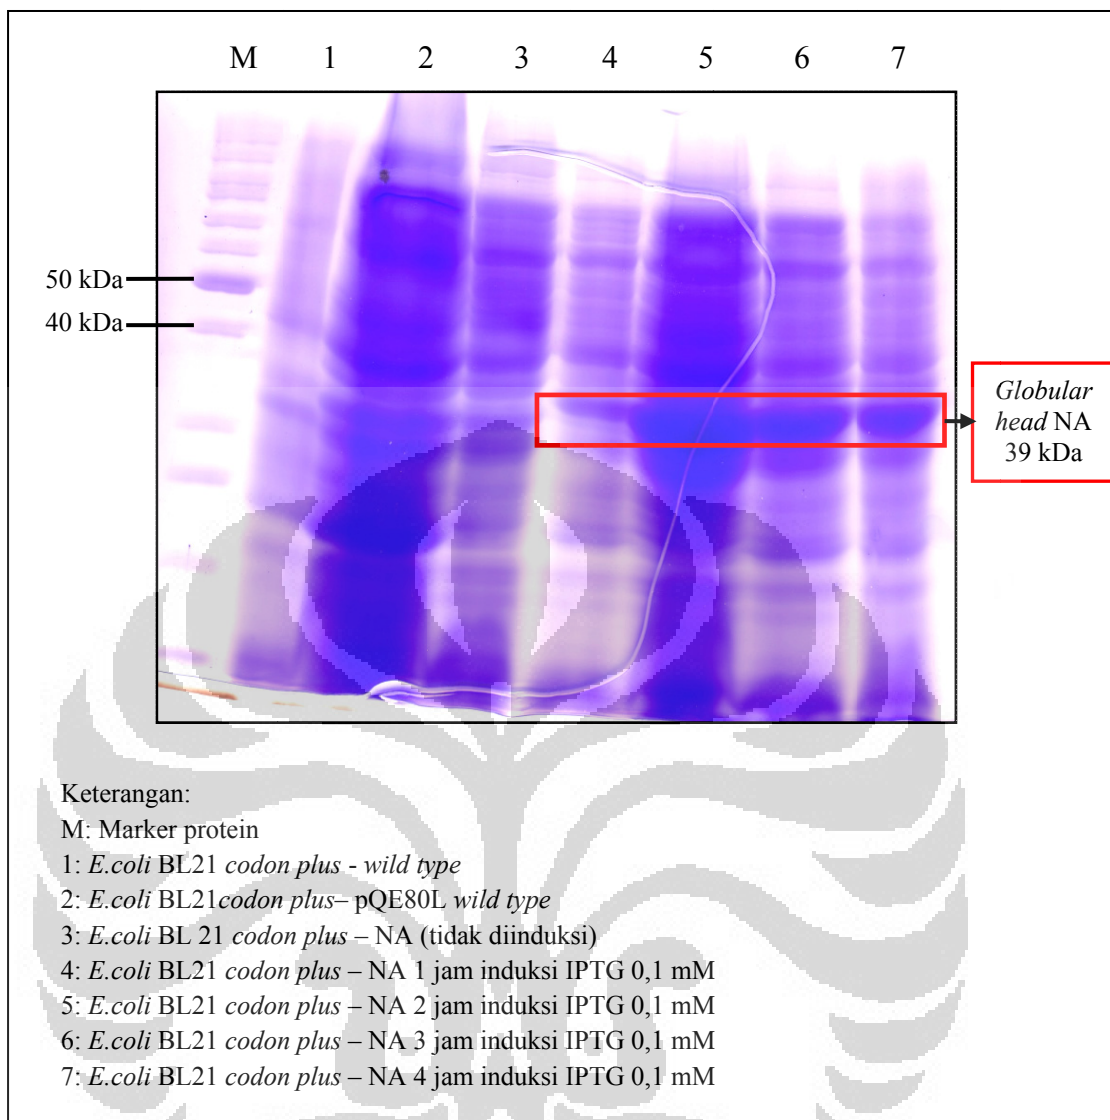 M 1 2 3 4 5 6 7
50 kDa
40 kDa
Globular
head NA
39 kDa
Keterangan:
M: Marker protein
1: E.coli BL21 codon plus - wild type
2: E.coli BL21codon plus– pQE80L wild type
3: E.coli BL 21 codon plus – NA (tidak diinduksi)
4: E.coli BL21 codon plus – NA 1 jam induksi IPTG 0,1 mM
5: E.coli BL21 codon plus – NA 2 jam induksi IPTG 0,1 mM
6: E.coli BL21 codon plus – NA 3 jam induksi IPTG 0,1 mM
7: E.coli BL21 codon plus – NA 4 jam induksi IPTG 0,1 mM